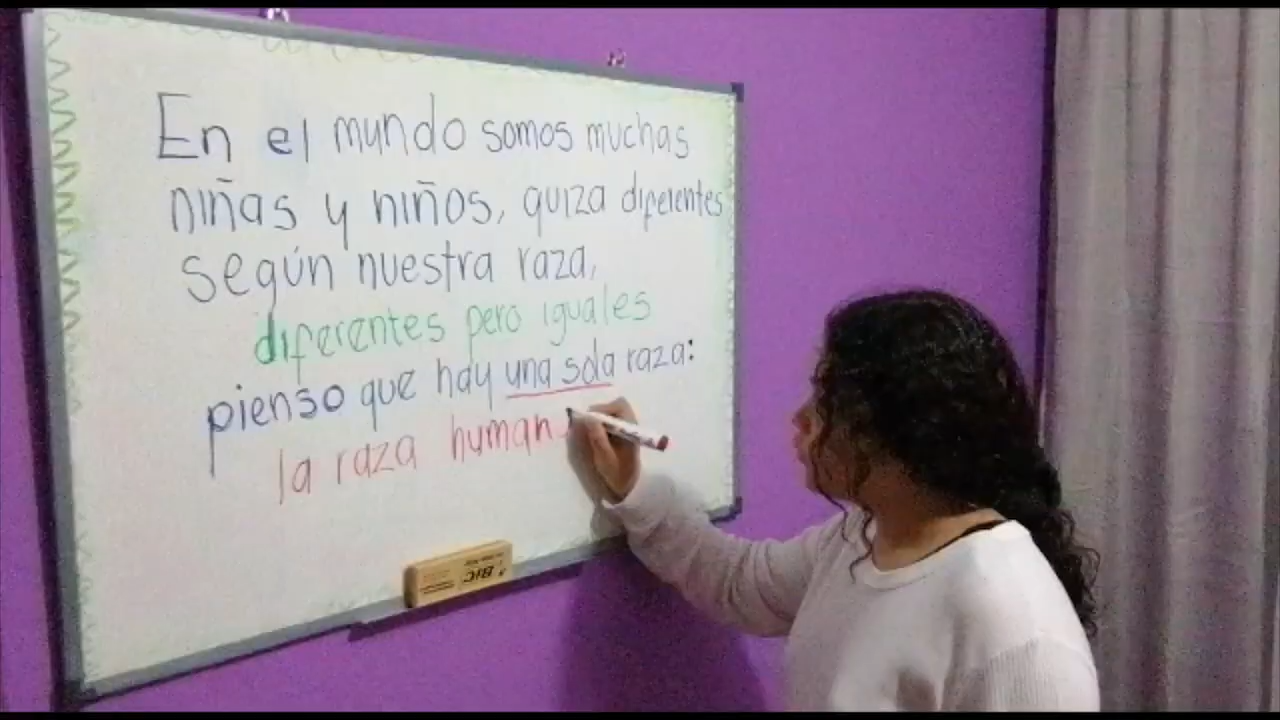 En el mundo somos muchas
niñas y niños, quiza diferentes
según nuestra raza,
diferentes pero iguales
pienso que hay una sola raza:
la raza human
BIC